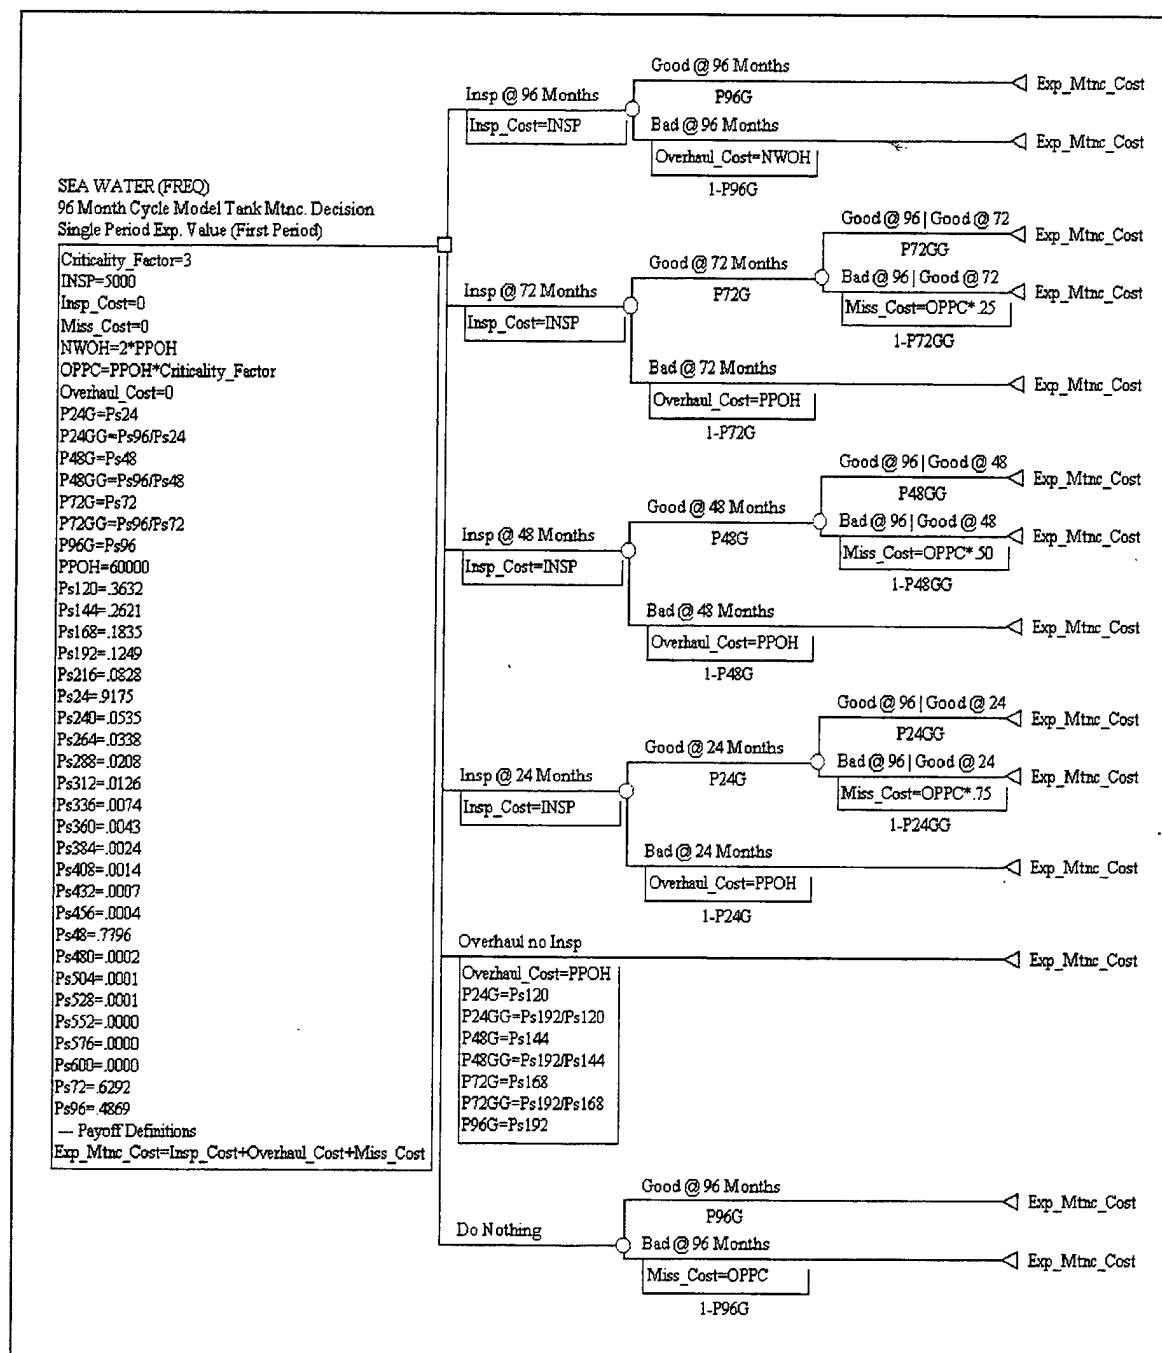 SEA WATER (FREQ)
96 Month Cycle Model Tank Mtnc. Decision
Single Period Exp. Value (First Period)
Criticality_Factor=3
INSP=5000
Insp_Cost=0
Miss_Cost=0
NWOH=2*PPOH
OPPC=PPOH*Criticality_Factor
Overhaul_Cost=0
P24G=Ps24
P24GG=Ps96/Ps24
P48G=Ps48
P48GG=Ps96/Ps48
P72G=Ps72
P72GG=Ps96/Ps72
P96G=Ps96
PPOH=60000
Ps120=.3632
Ps144=.2621
Ps168=.1835
Ps192=.1249
Ps216=.0828
Ps24=.9175
Ps240=.0535
Ps264=.0338
Ps288=.0208
Ps312=.0126
Ps336=.0074
Ps360=.0043
Ps384=.0024
Ps408=.0014
Ps432=.0007
Ps456=.0004
Ps48=.7796
Ps480=.0002
Ps504=.0001
Ps528=.0001
Ps552=.0000
Ps576=.0000
Ps600=.0000
Ps72=.6292
Ps96=.4869
--- Payoff Definitions
Exp_Mtnc_Cost=Insp_Cost+Overhaul_Cost+Miss_Cost
Insp @ 96 Months
Insp_Cost=INSP
Good @ 96 Months
P96G
Exp_Mtnc_Cost
Bad @ 96 Months
Overhaul_Cost=NWOH
1-P96G
Exp_Mtnc_Cost
Insp @ 72 Months
Insp_Cost=INSP
Good @ 72 Months
P72G
Good @ 96 | Good @ 72
P72GG
Exp_Mtnc_Cost
Bad @ 96 | Good @ 72
Miss_Cost=OPPC*.25
1-P72GG
Exp_Mtnc_Cost
Bad @ 72 Months
Overhaul_Cost=PPOH
1-P72G
Exp_Mtnc_Cost
Insp @ 48 Months
Insp_Cost=INSP
Good @ 48 Months
P48G
Good @ 96 | Good @ 48
P48GG
Exp_Mtnc_Cost
Bad @ 96 | Good @ 48
Miss_Cost=OPPC*.50
1-P48GG
Exp_Mtnc_Cost
Bad @ 48 Months
Overhaul_Cost=PPOH
1-P48G
Exp_Mtnc_Cost
Insp @ 24 Months
Insp_Cost=INSP
Good @ 24 Months
P24G
Good @ 96 | Good @ 24
P24GG
Exp_Mtnc_Cost
Bad @ 96 | Good @ 24
Miss_Cost=OPPC*.75
1-P24GG
Exp_Mtnc_Cost
Bad @ 24 Months
Overhaul_Cost=PPOH
1-P24G
Exp_Mtnc_Cost
Overhaul no Insp
Overhaul_Cost=PPOH
P24G=Ps120
P24GG=Ps192/Ps120
P48G=Ps144
P48GG=Ps192/Ps144
P72G=Ps168
P72GG=Ps192/Ps168
P96G=Ps192
Exp_Mtnc_Cost
Do Nothing
Good @ 96 Months
P96G
Exp_Mtnc_Cost
Bad @ 96 Months
Miss_Cost=OPPC
1-P96G
Exp_Mtnc_Cost